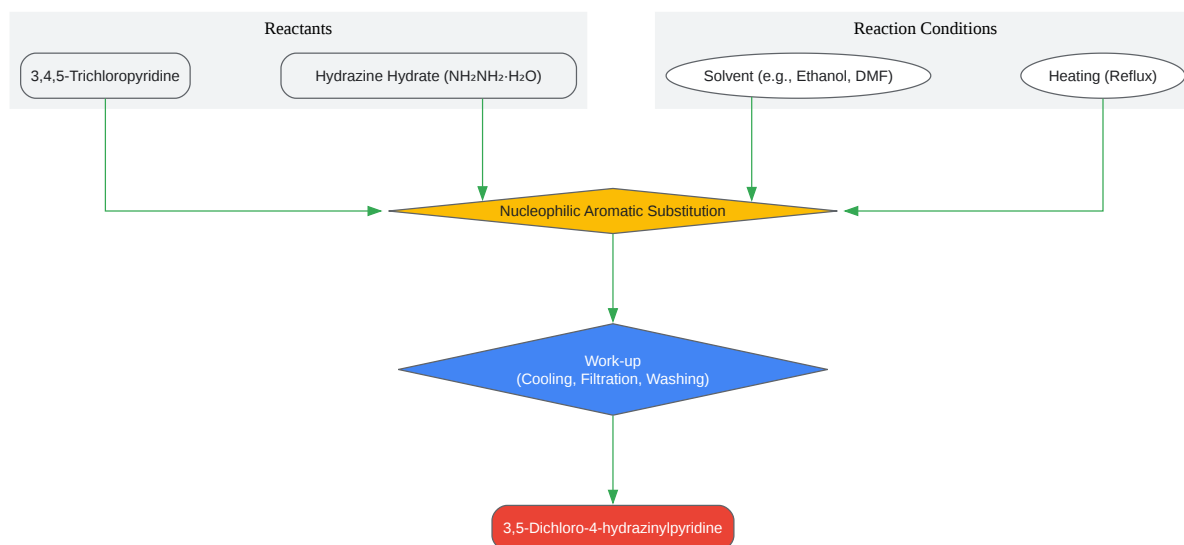 Reactants
Reaction Conditions
3,4,5-Trichloropyridine
Hydrazine Hydrate (NH₂NH₂·H₂O)
Solvent (e.g., Ethanol, DMF)
Heating (Reflux)
Nucleophilic Aromatic Substitution
Work-up
(Cooling, Filtration, Washing)
3,5-Dichloro-4-hydrazinylpyridine